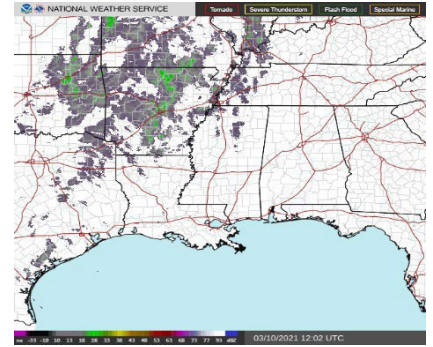 NATIONAL WEATHER SERVICE
Tornado
Severe Thunderstorm
Flash Flood
Special Marine
03/10/2021 12:02 UTC